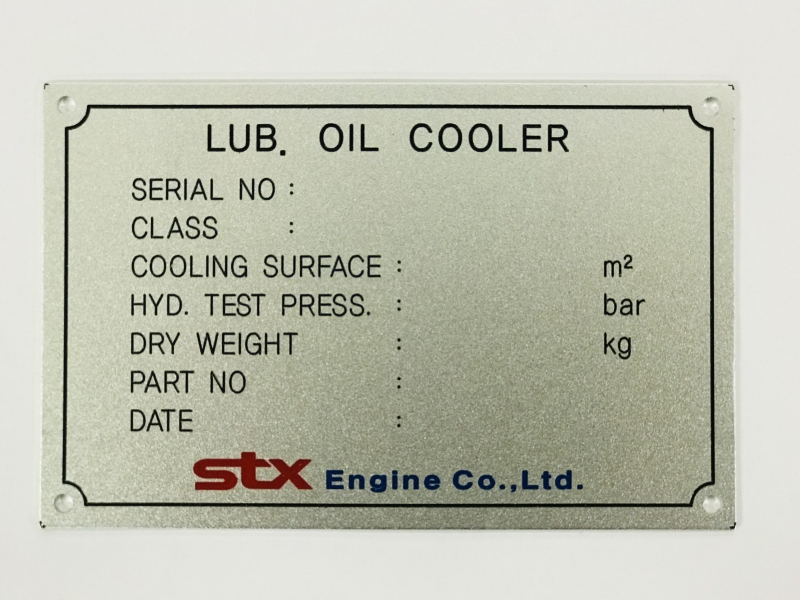 LUB. OIL COOLER
SERIAL NO :
CLASS :
COOLING SURFACE : m²
HYD. TEST PRESS. : bar
DRY WEIGHT : kg
PART NO :
DATE :
stx Engine Co.,Ltd.